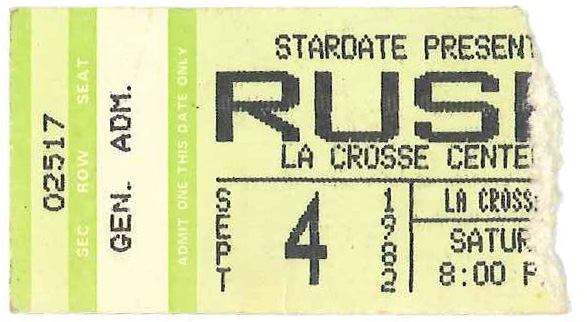 02517
SEC ROW SEAT
GEN. ADM.
ADMIT ONE THIS DATE ONLY
STARDATE PRESENT
RUSH
LA CROSSE CENTE
SEPT 4 1982
LA CROSS
SATUR
8:00 P